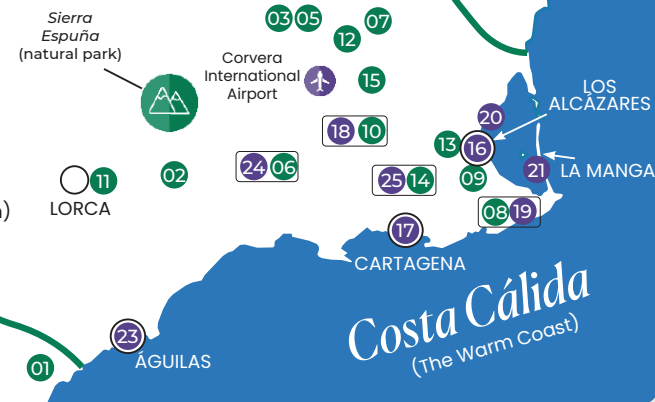 Sierra
Espuña
(natural park)
03 05
07
12
Corvera
International
Airport
15
LOS
ALCÁZARES
20
18 10
13
16
24 06
25 14
09
21
LA MANGA
11
02
LORCA
)
08 19
17
CARTAGENA
Costa Cálida
(The Warm Coast)
23
ÁGUILAS
01